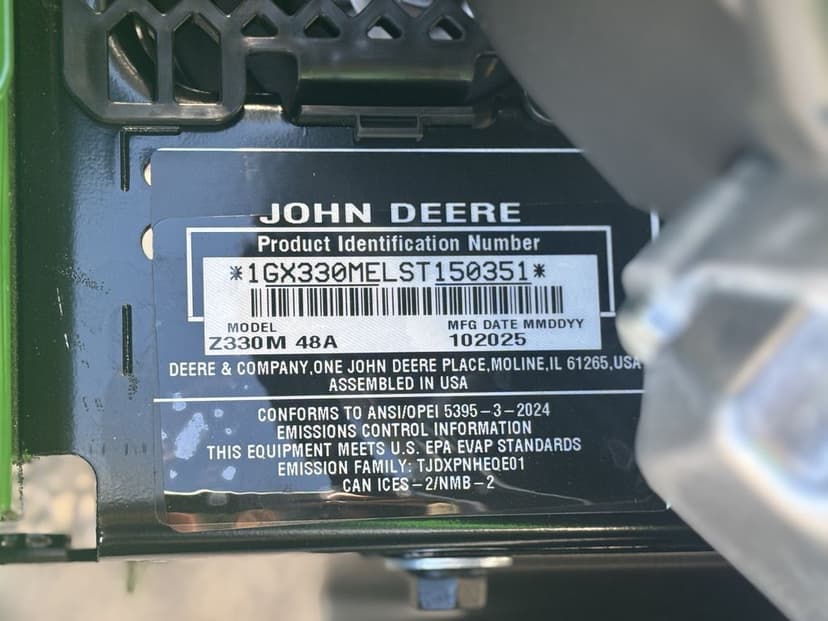 JOHN DEERE
Product Identification Number
*1GX330MELST150351*
MODEL MFG DATE MMDDYY
Z330M 48A 102025
DEERE & COMPANY,ONE JOHN DEERE PLACE,MOLINE,IL 61265,USA
ASSEMBLED IN USA
CONFORMS TO ANSI/OPEI 5395-3-2024
EMISSIONS CONTROL INFORMATION
THIS EQUIPMENT MEETS U.S. EPA EVAP STANDARDS
EMISSION FAMILY: TJDXPNHEQE01
CAN ICES-2/NMB-2